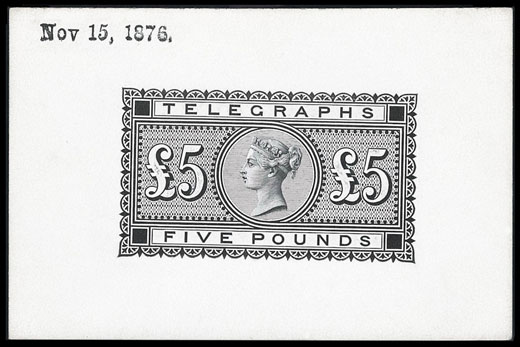 Nov 15, 1876.
TELEGRAPHS
£5 £5
FIVE POUNDS